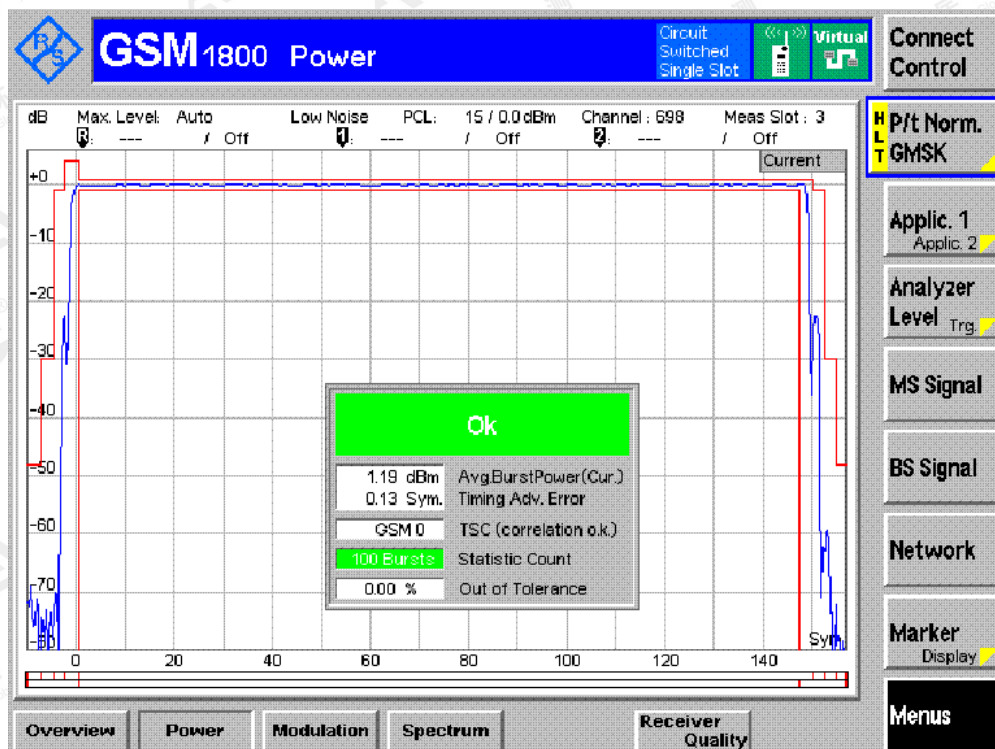 R S
GSM 1800 Power
Circuit Switched Single Slot
Virtual
Connect Control
dB Max. Level: Auto Low Noise PCL: 15 / 0.0 dBm Channel : 698 Meas Slot : 3
R: --- / Off 1: --- / Off 2: --- / Off
Current
HLT
P/t Norm. GMSK
Applic. 1
Applic. 2
Analyzer Level Trg.
MS Signal
BS Signal
Network
Marker
Display
Menus
+0
-10
-20
-30
-40
-50
-60
-70
-80
Ok
1.19 dBm Avg.BurstPower(Cur.)
0.13 Sym. Timing Adv. Error
GSM 0 TSC (correlation o.k.)
100 Bursts Statistic Count
0.00 % Out of Tolerance
0 20 40 60 80 100 120 140
Overview Power Modulation Spectrum Receiver Quality